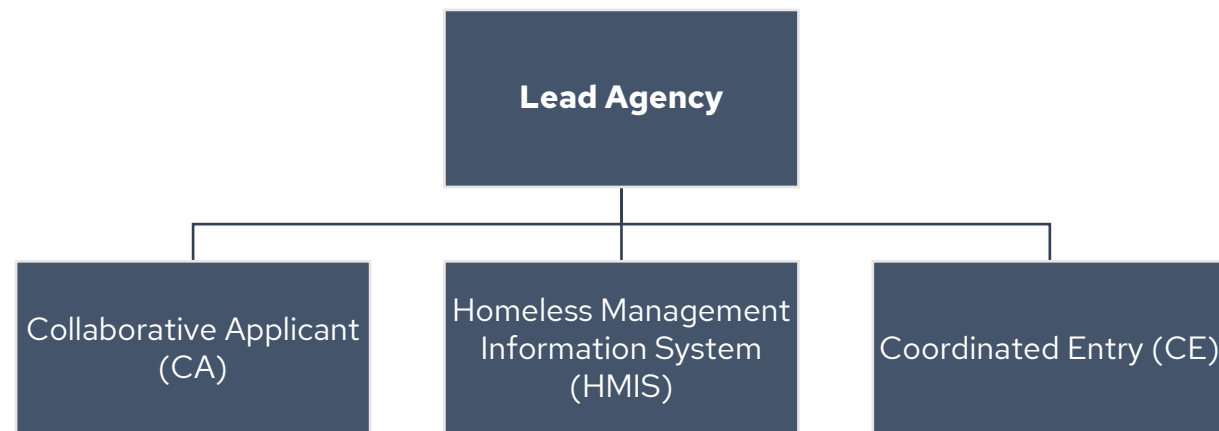 Lead Agency
Collaborative Applicant
(CA)
Homeless Management
Information System
(HMIS)
Coordinated Entry (CE)